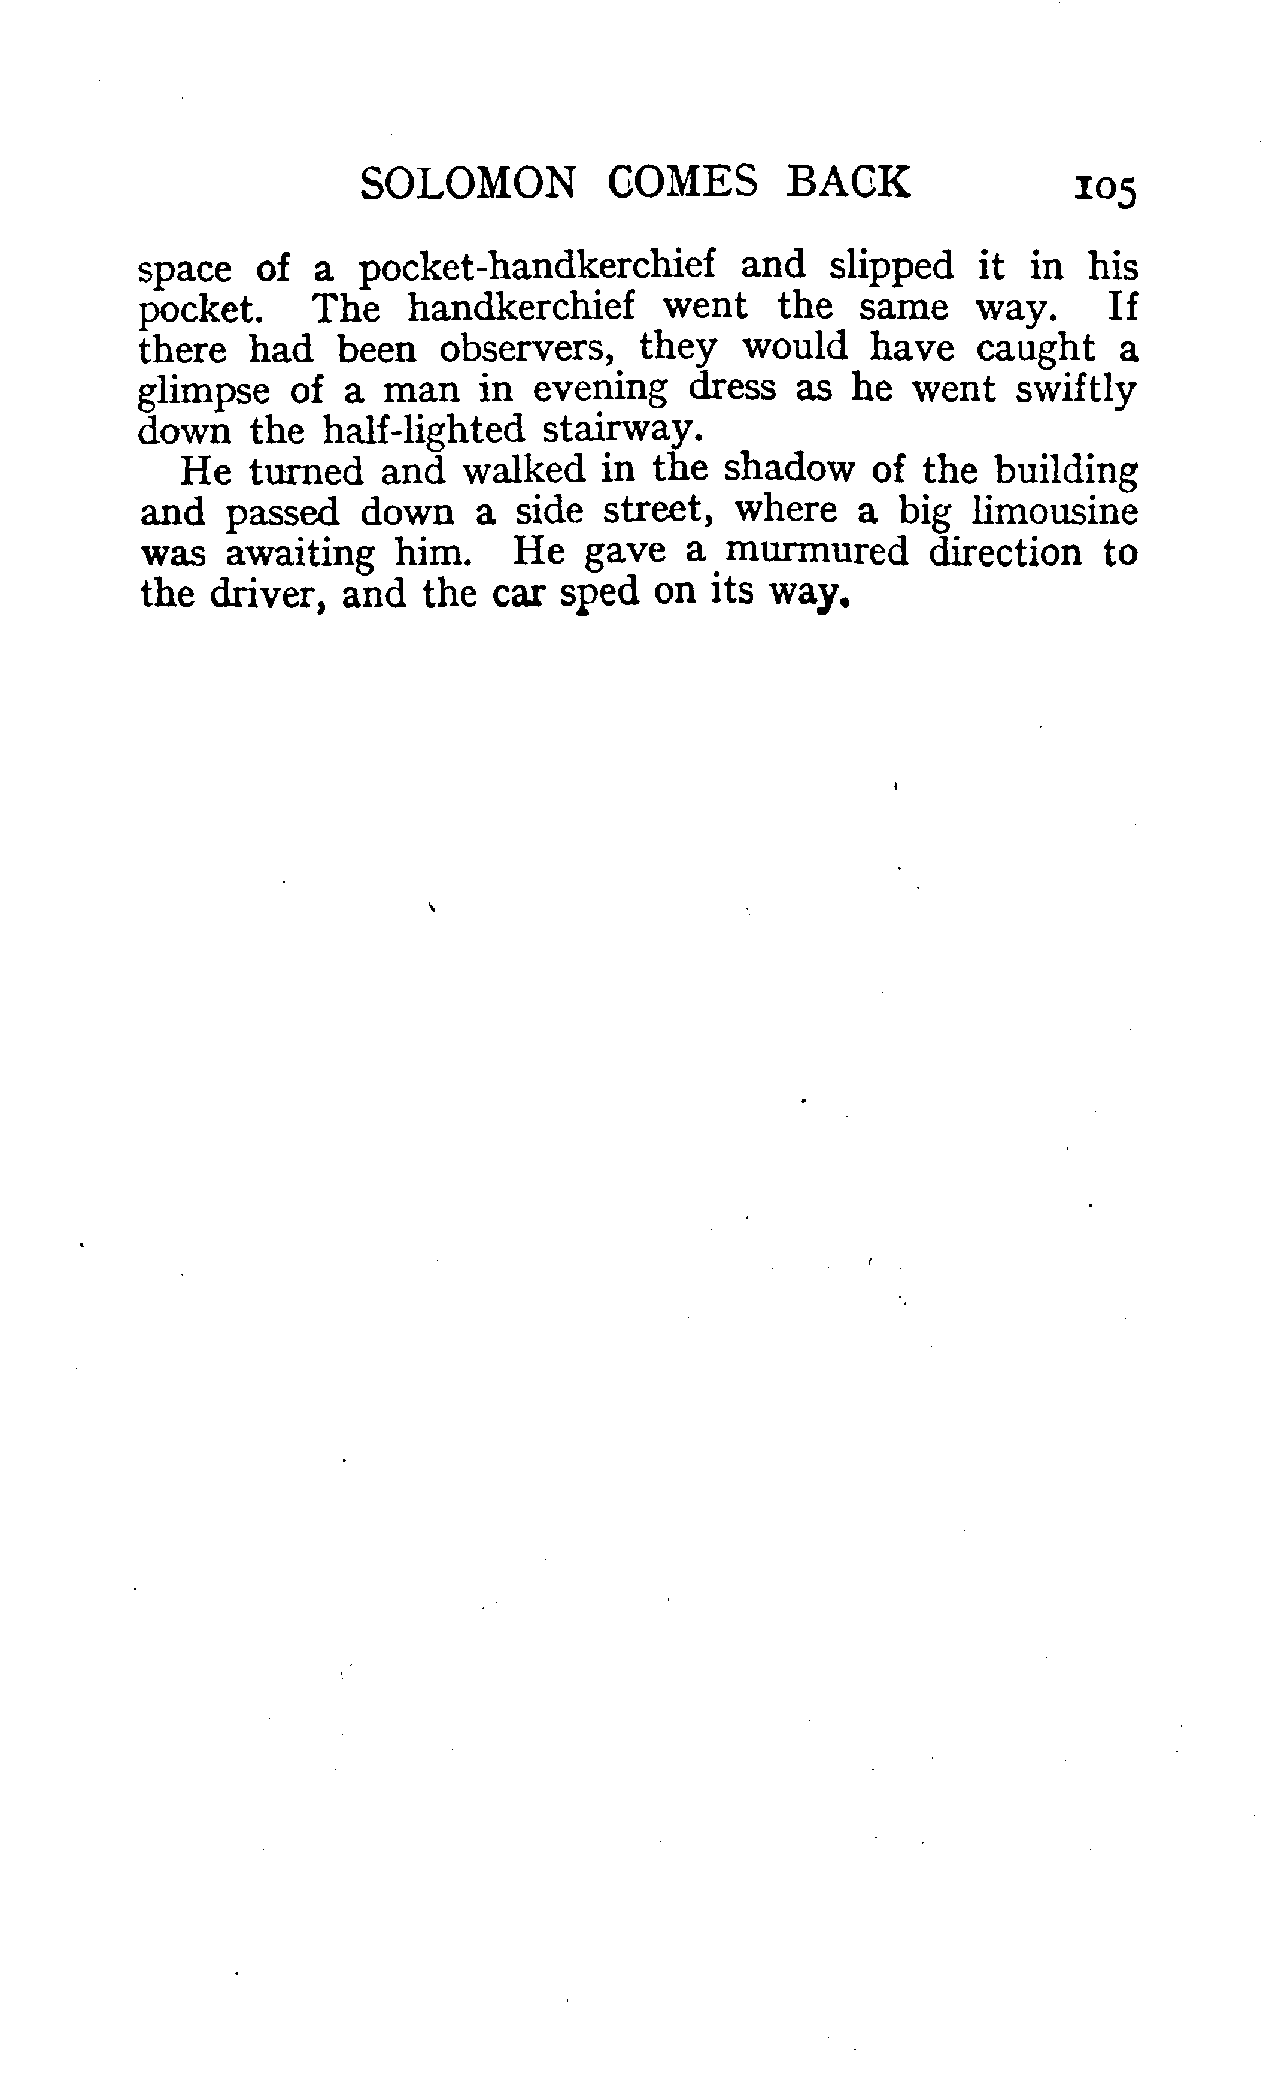 SOLOMON COMES BACK 105
space of a pocket-handkerchief and slipped it in his
pocket. The handkerchief went the same way. If
there had been observers, they would have caught a
glimpse of a man in evening dress as he went swiftly
down the half-lighted stairway.
He turned and walked in the shadow of the building
and passed down a side street, where a big limousine
was awaiting him. He gave a murmured direction to
the driver, and the car sped on its way.